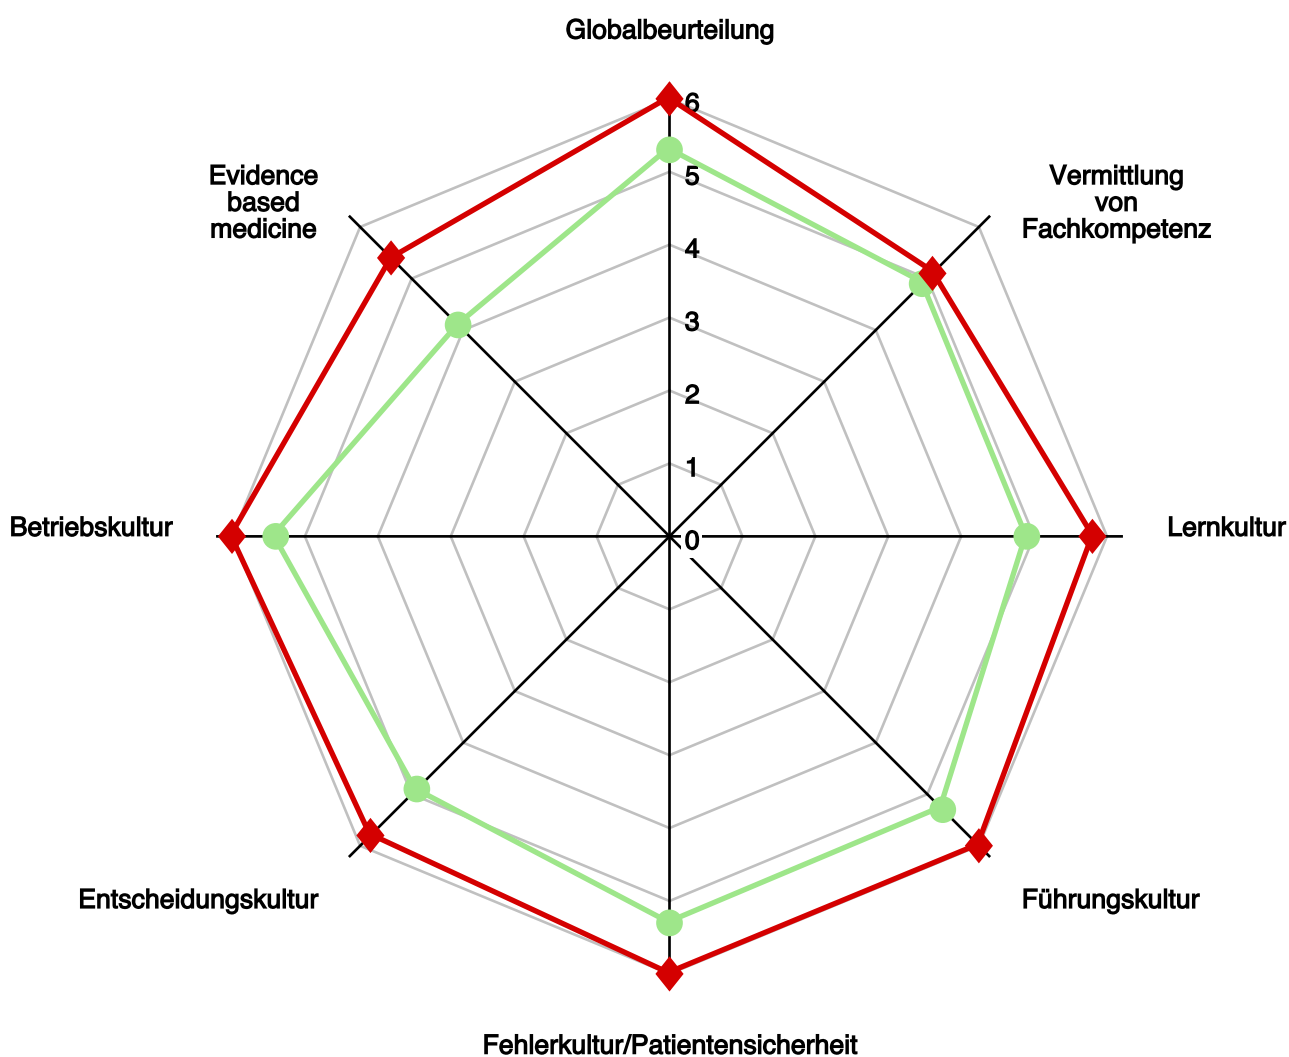 Globalbeurteilung
6
Evidence
based
medicine
Vermittlung
von
Fachkompetenz
5
4
3
2
1
0
Betriebskultur
Lernkultur
Entscheidungskultur
Führungskultur
Fehlerkultur/Patientensicherheit